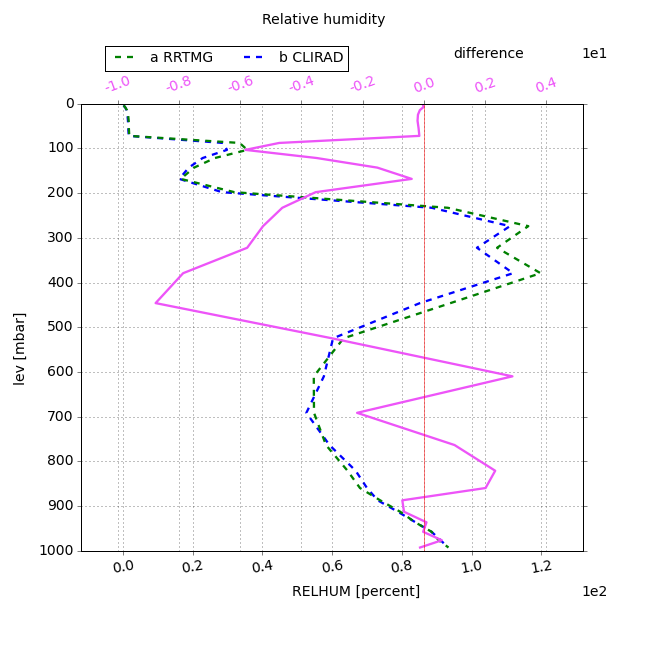 Relative humidity
a RRTMG b CLIRAD difference 1e1
-1.0 -0.8 -0.6 -0.4 -0.2 0.0 0.2 0.4
0
100
200
300
400
500
600
700
800
900
1000
lev [mbar]
0.0 0.2 0.4 0.6 0.8 1.0 1.2
RELHUM [percent] 1e2